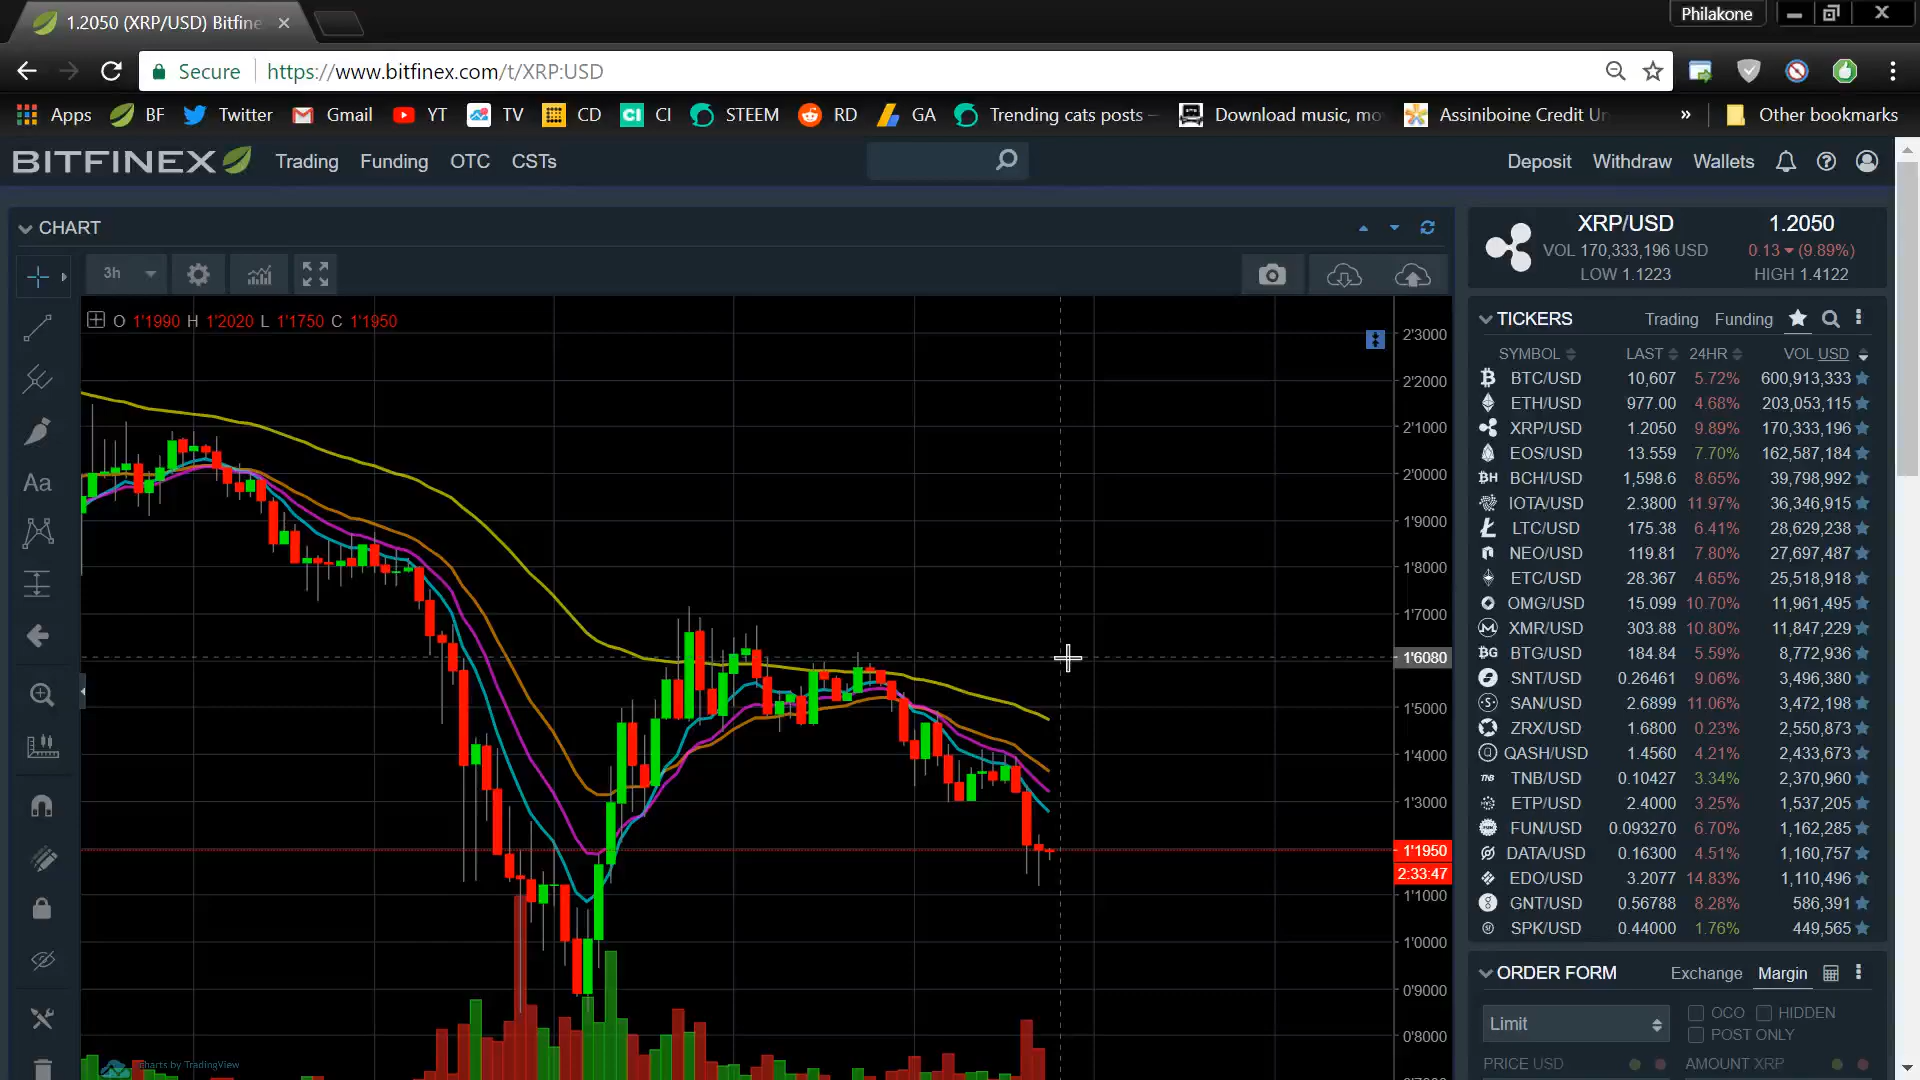 1.2050 (XRP/USD) Bitfine
Philakone
Secure
https://www.bitfinex.com/t/XRP:USD
Apps BF Twitter Gmail YT TV CD CI CI STEEM RD GA Trending cats posts Download music, mo Assiniboine Credit Un » Other bookmarks
BITFINEX Trading Funding OTC CSTs Deposit Withdraw Wallets
CHART
3h
O 1'1990 H 1'2020 L 1'1750 C 1'1950
2'3000
2'2000
2'1000
2'0000
1'9000
1'8000
1'7000
1'6080
1'5000
1'4000
1'3000
1'1950
2:33:47
1'1000
1'0000
0'9000
0'8000
Charts by TradingView
XRP/USD 1.2050
VOL 170,333,196 USD 0.13 (9.89%)
LOW 1.1223 HIGH 1.4122
TICKERS Trading Funding
SYMBOL LAST 24HR VOL USD
BTC/USD 10,607 5.72% 600,913,333
ETH/USD 977.00 4.68% 203,053,115
XRP/USD 1.2050 9.89% 170,333,196
EOS/USD 13.559 7.70% 162,587,184
BCH/USD 1,598.6 8.65% 39,798,992
IOTA/USD 2.3800 11.97% 36,346,915
LTC/USD 175.38 6.41% 28,629,238
NEO/USD 119.81 7.80% 27,697,487
ETC/USD 28.367 4.65% 25,518,918
OMG/USD 15.099 10.70% 11,961,495
XMR/USD 303.88 10.80% 11,847,229
BTG/USD 184.84 5.59% 8,772,936
SNT/USD 0.26461 9.06% 3,496,380
SAN/USD 2.6899 11.06% 3,472,198
ZRX/USD 1.6800 0.23% 2,550,873
QASH/USD 1.4560 4.21% 2,433,673
TNB/USD 0.10427 3.34% 2,370,960
ETP/USD 2.4000 3.25% 1,537,205
FUN/USD 0.093270 6.70% 1,162,285
DATA/USD 0.16300 4.51% 1,160,757
EDO/USD 3.2077 14.83% 1,110,496
GNT/USD 0.56788 8.28% 586,391
SPK/USD 0.44000 1.76% 449,565
ORDER FORM Exchange Margin
Limit
OCO HIDDEN
POST ONLY
PRICE USD AMOUNT XRP